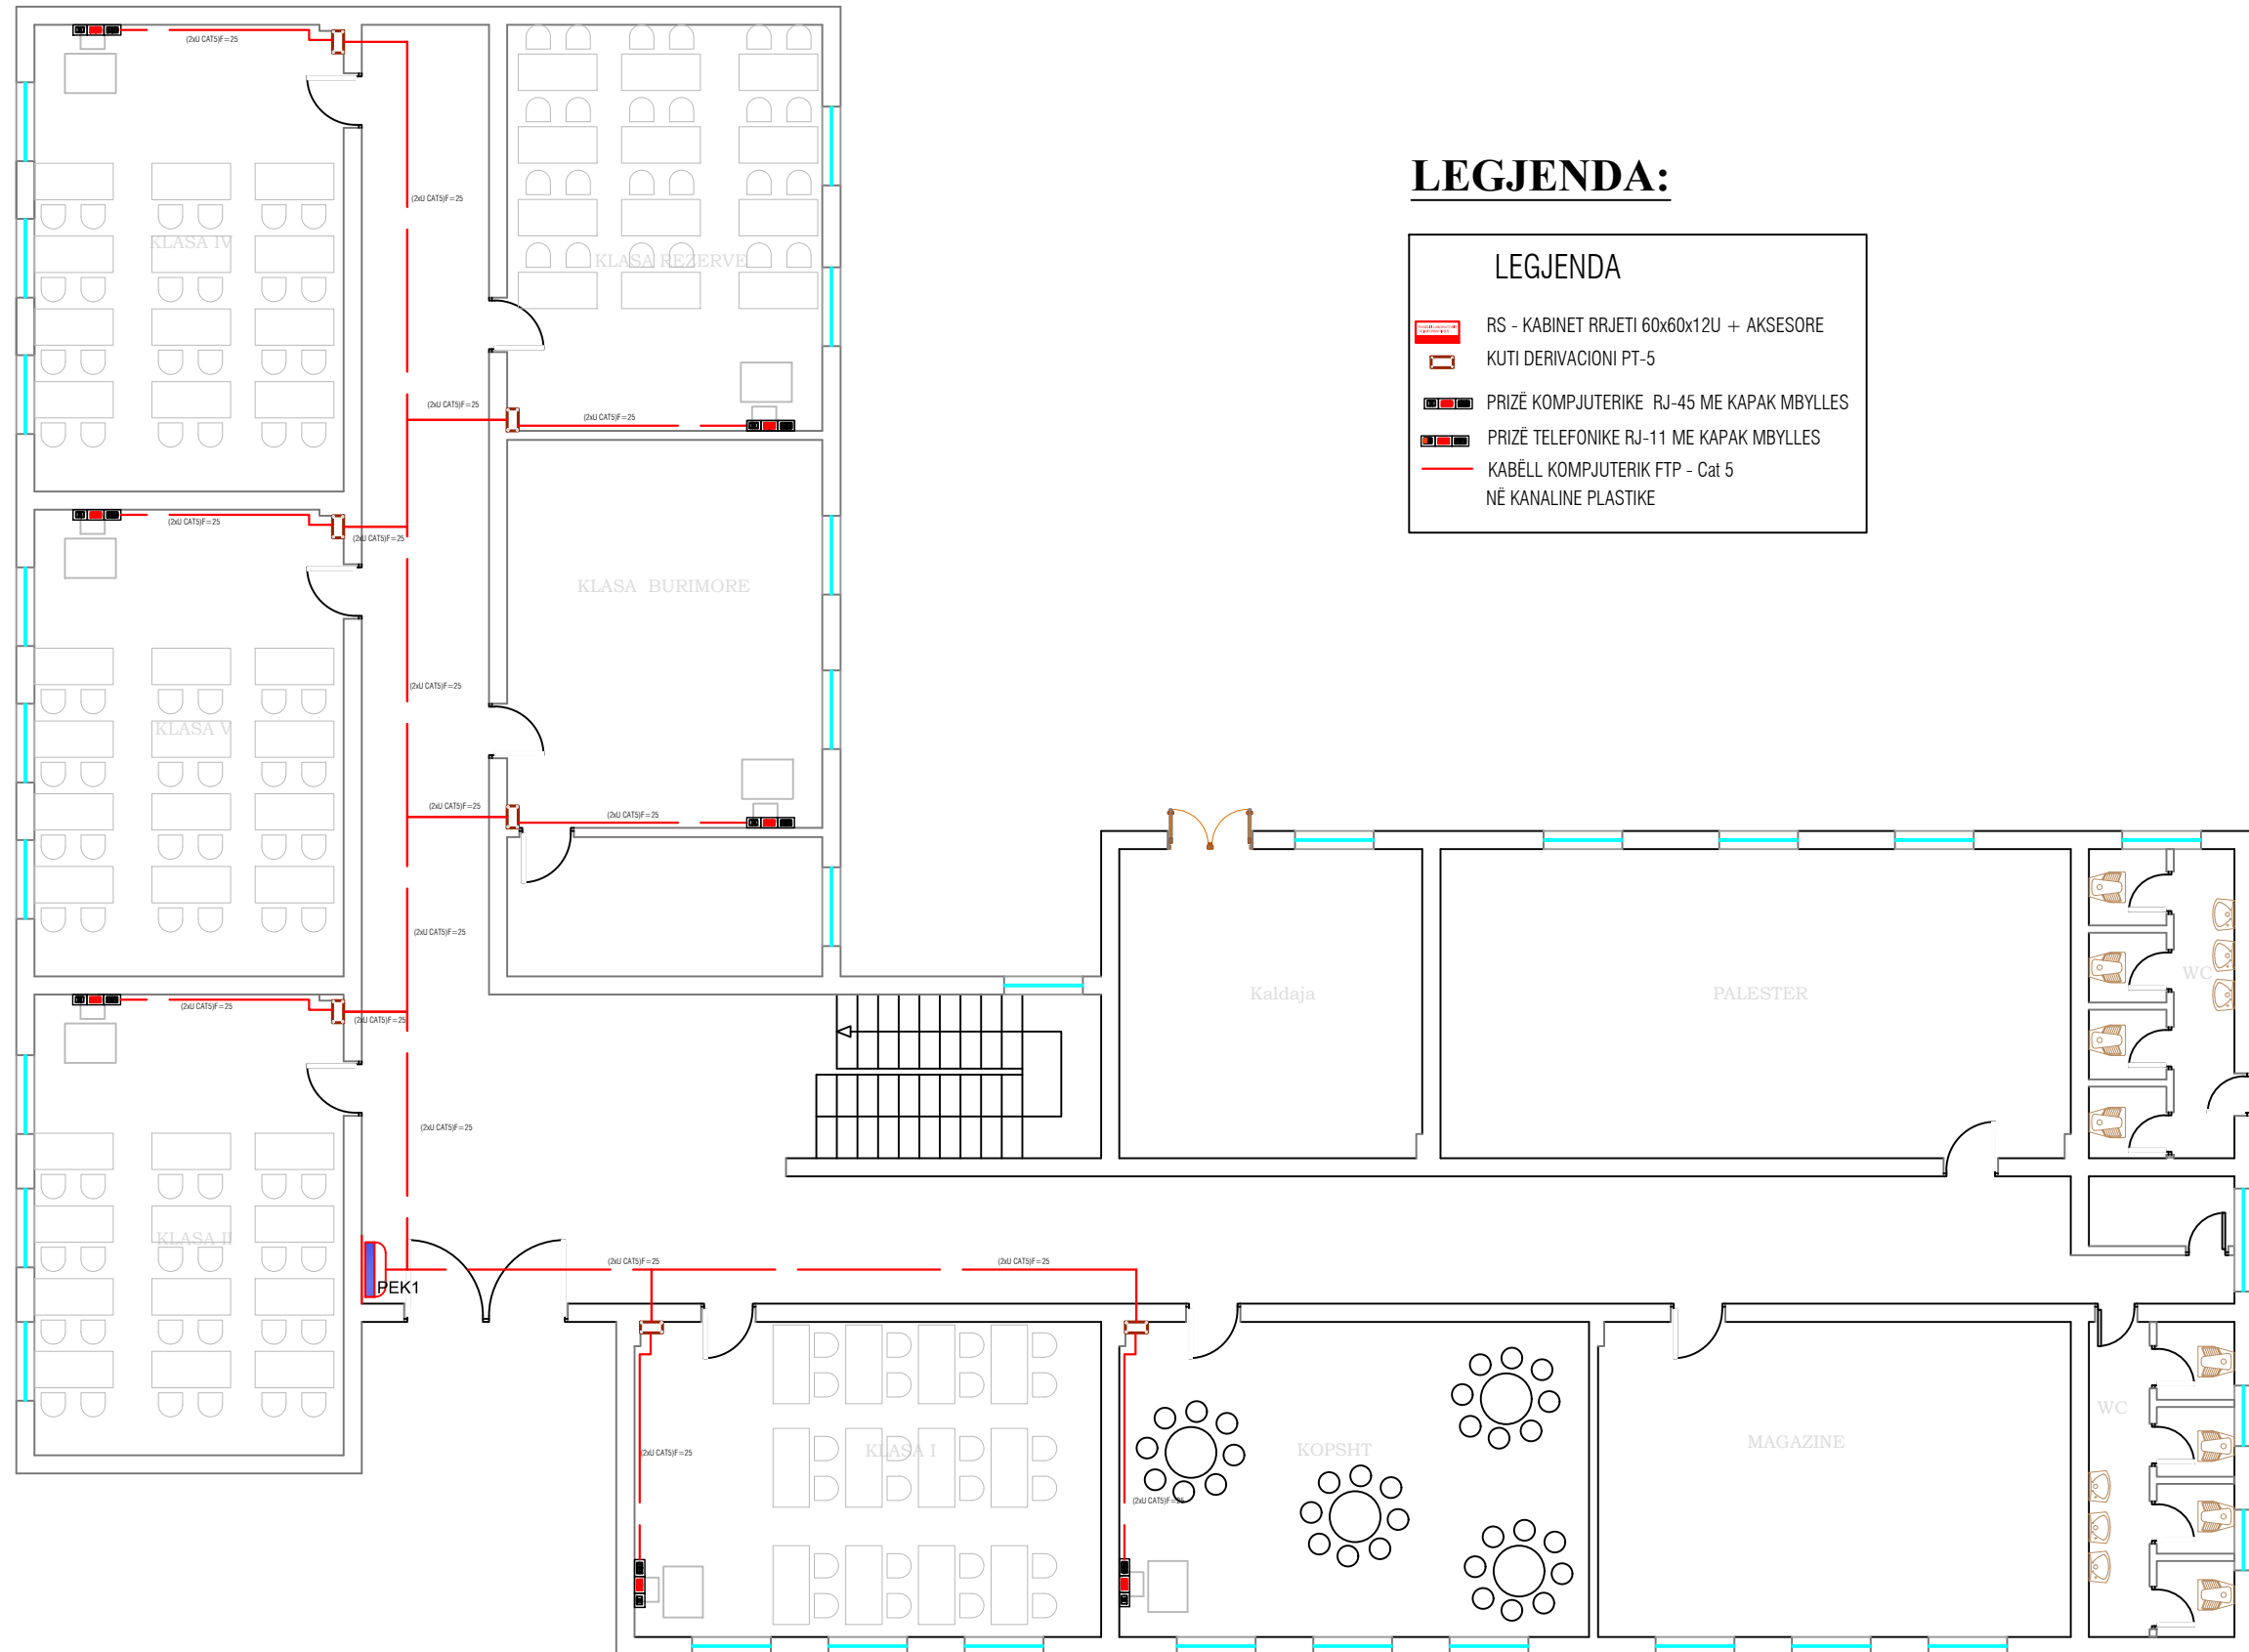 (2xU CAT5)F=25
(2xU CAT5)F=25
KLASA IV
KLASA REZERVE
(2xU CAT5)F=25
(2xU CAT5)F=25
(2xU CAT5)F=25
(2xU CAT5)F=25
KLASA BURIMORE
(2xU CAT5)F=25
KLASA V
(2xU CAT5)F=25
(2xU CAT5)F=25
(2xU CAT5)F=25
(2xU CAT5)F=25
(2xU CAT5)F=25
(2xU CAT5)F=25
KLASA II
PEK1
LEGJENDA:
LEGJENDA
RS - KABINET RRJETI 60x60x12U + AKSESORE
KUTI DERIVACIONI PT-5
PRIZË KOMPJUTERIKE RJ-45 ME KAPAK MBYLLES
PRIZË TELEFONIKE RJ-11 ME KAPAK MBYLLES
KABËLL KOMPJUTERIK FTP - Cat 5
NË KANALINE PLASTIKE
Kaldaja
PALESTER
WC
(2xU CAT5)F=25
(2xU CAT5)F=25
(2xU CAT5)F=25
KLASA I
(2xU CAT5)F=25
KOPSHT
MAGAZINE
WC